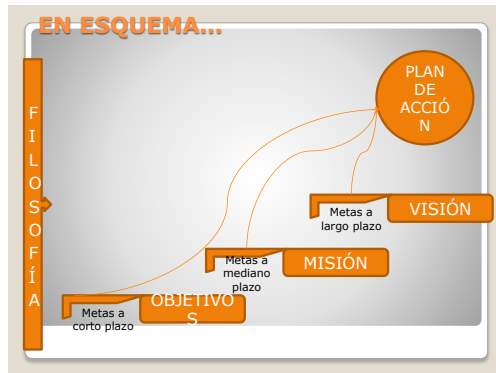 EN ESQUEMA...
F
I
L
O
S
O
F
Í
A
PLAN
DE
ACCIÓ
N
Metas a
largo plazo
VISIÓN
Metas a
mediano
plazo
MISIÓN
Metas a
corto plazo
OBJETIVO
S